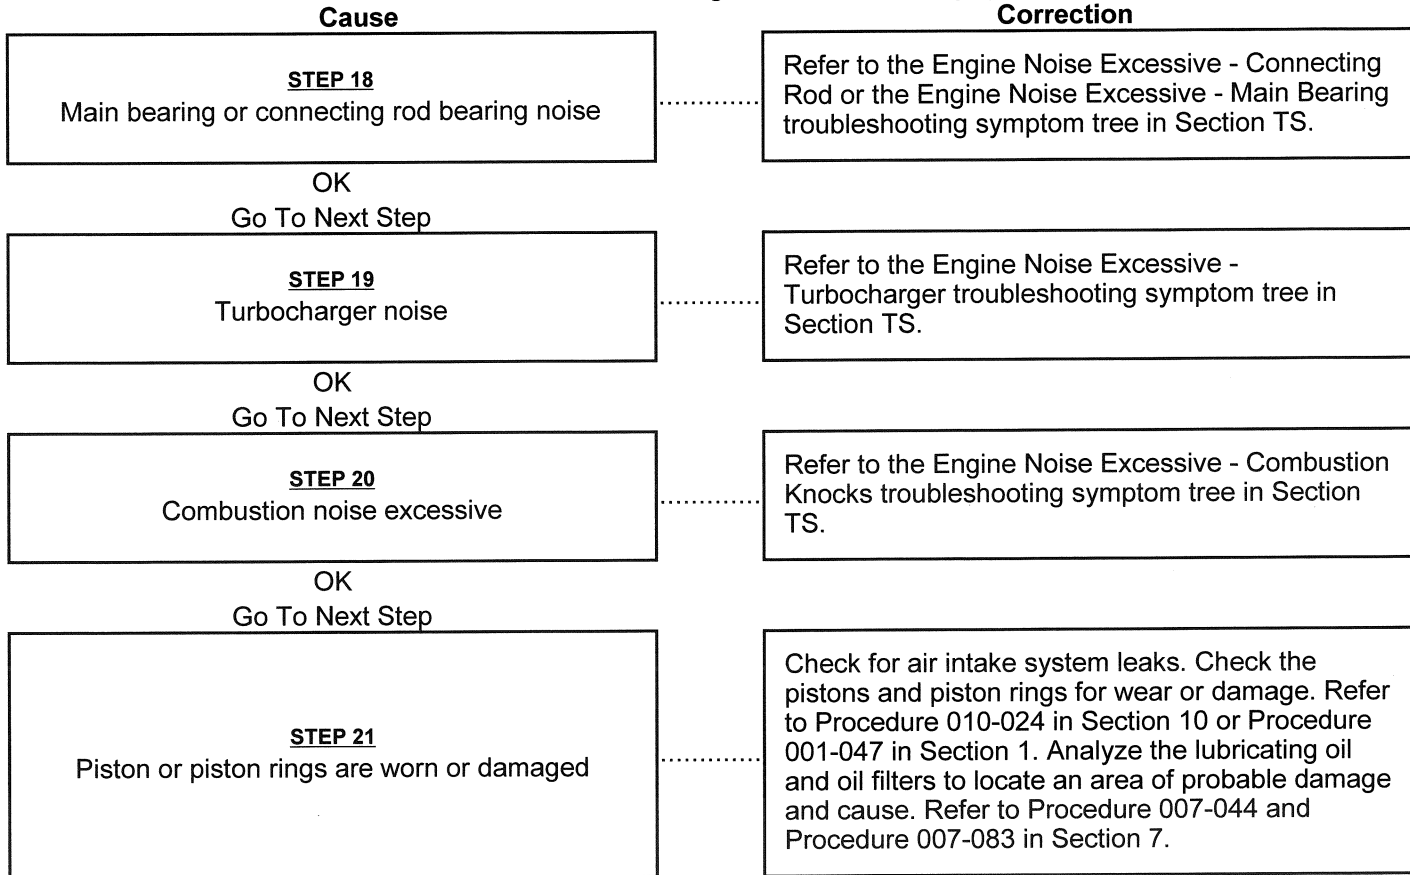 Cause
Correction
STEP 18
Main bearing or connecting rod bearing noise
Refer to the Engine Noise Excessive - Connecting
Rod or the Engine Noise Excessive - Main Bearing
troubleshooting symptom tree in Section TS.
OK
Go To Next Step
STEP 19
Turbocharger noise
Refer to the Engine Noise Excessive -
Turbocharger troubleshooting symptom tree in
Section TS.
OK
Go To Next Step
STEP 20
Combustion noise excessive
Refer to the Engine Noise Excessive - Combustion
Knocks troubleshooting symptom tree in Section
TS.
OK
Go To Next Step
STEP 21
Piston or piston rings are worn or damaged
Check for air intake system leaks. Check the
pistons and piston rings for wear or damage. Refer
to Procedure 010-024 in Section 10 or Procedure
001-047 in Section 1. Analyze the lubricating oil
and oil filters to locate an area of probable damage
and cause. Refer to Procedure 007-044 and
Procedure 007-083 in Section 7.